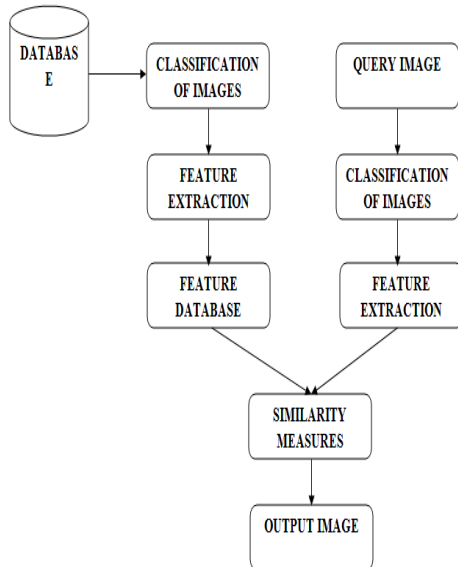 DATABAS
E
CLASSIFICATION
OF IMAGES
QUERY IMAGE
FEATURE
EXTRACTION
CLASSIFICATION
OF IMAGES
FEATURE
DATABASE
FEATURE
EXTRACTION
SIMILARITY
MEASURES
OUTPUT IMAGE